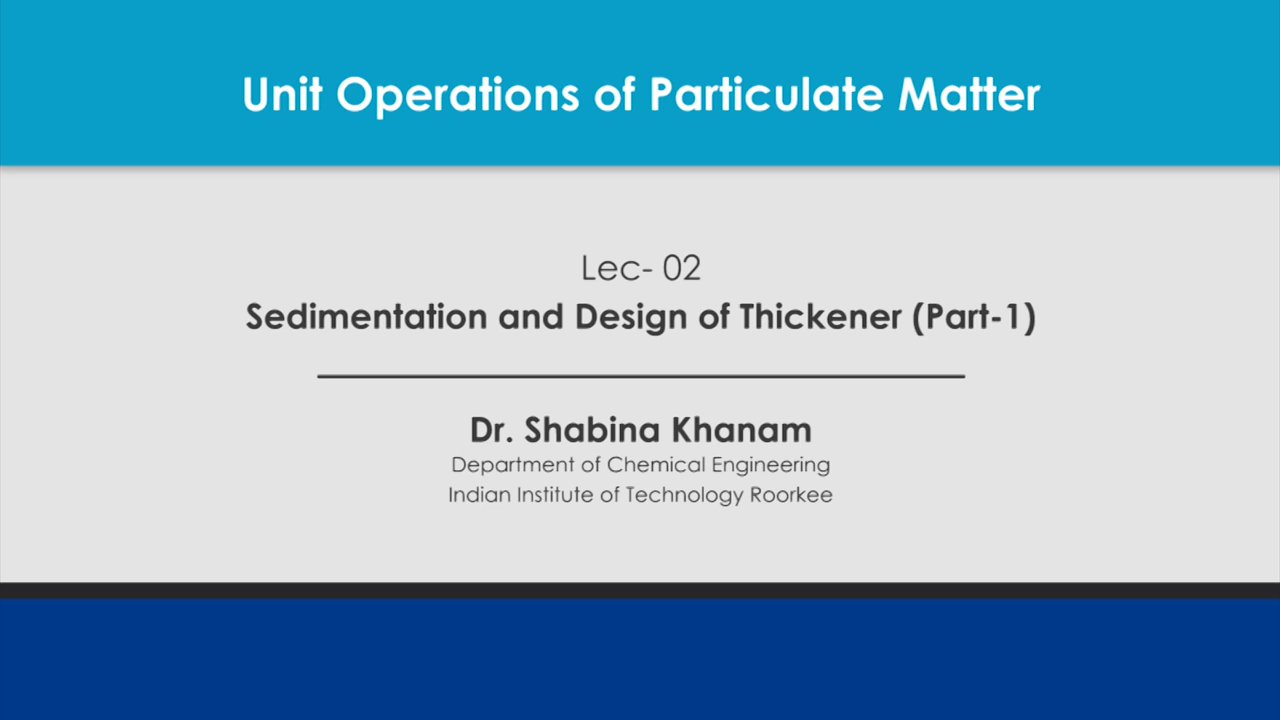 Unit Operations of Particulate Matter
Lec- 02
Sedimentation and Design of Thickener (Part-1)
Dr. Shabina Khanam
Department of Chemical Engineering
Indian Institute of Technology Roorkee